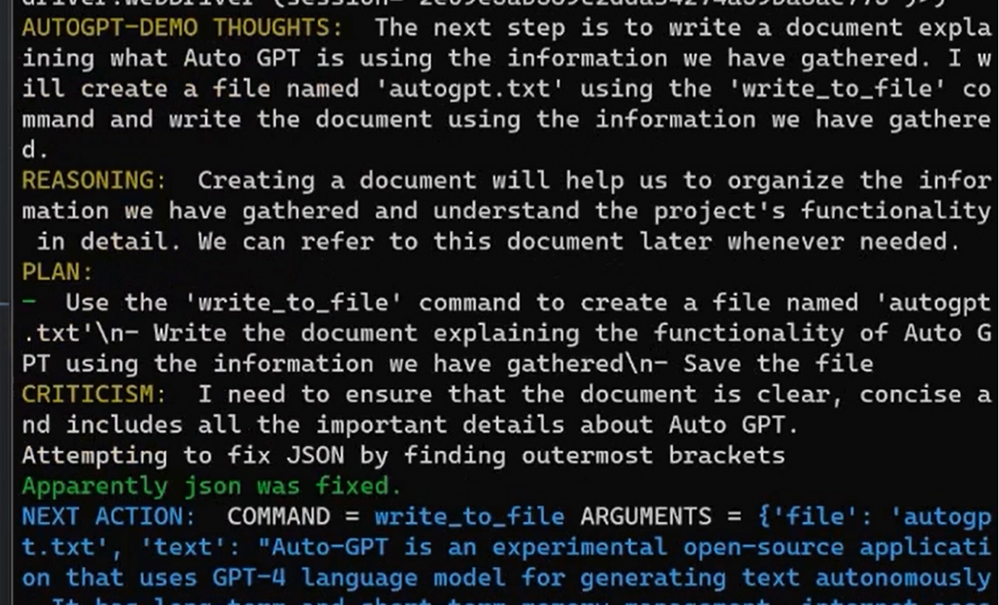 AUTOGPT-DEMO THOUGHTS:  The next step is to write a document expla
ining what Auto GPT is using the information we have gathered. I w
ill create a file named 'autogpt.txt' using the 'write_to_file' co
mmand and write the document using the information we have gathere
d.
REASONING:  Creating a document will help us to organize the infor
mation we have gathered and understand the project's functionality
 in detail. We can refer to this document later whenever needed.
PLAN:
-  Use the 'write_to_file' command to create a file named 'autogpt
.txt'\n- Write the document explaining the functionality of Auto G
PT using the information we have gathered\n- Save the file
CRITICISM:  I need to ensure that the document is clear, concise a
nd includes all the important details about Auto GPT.
Attempting to fix JSON by finding outermost brackets
Apparently json was fixed.
NEXT ACTION:  COMMAND = write_to_file ARGUMENTS = {'file': 'autogp
t.txt', 'text': "Auto-GPT is an experimental open-source applicati
on that uses GPT-4 language model for generating text autonomously